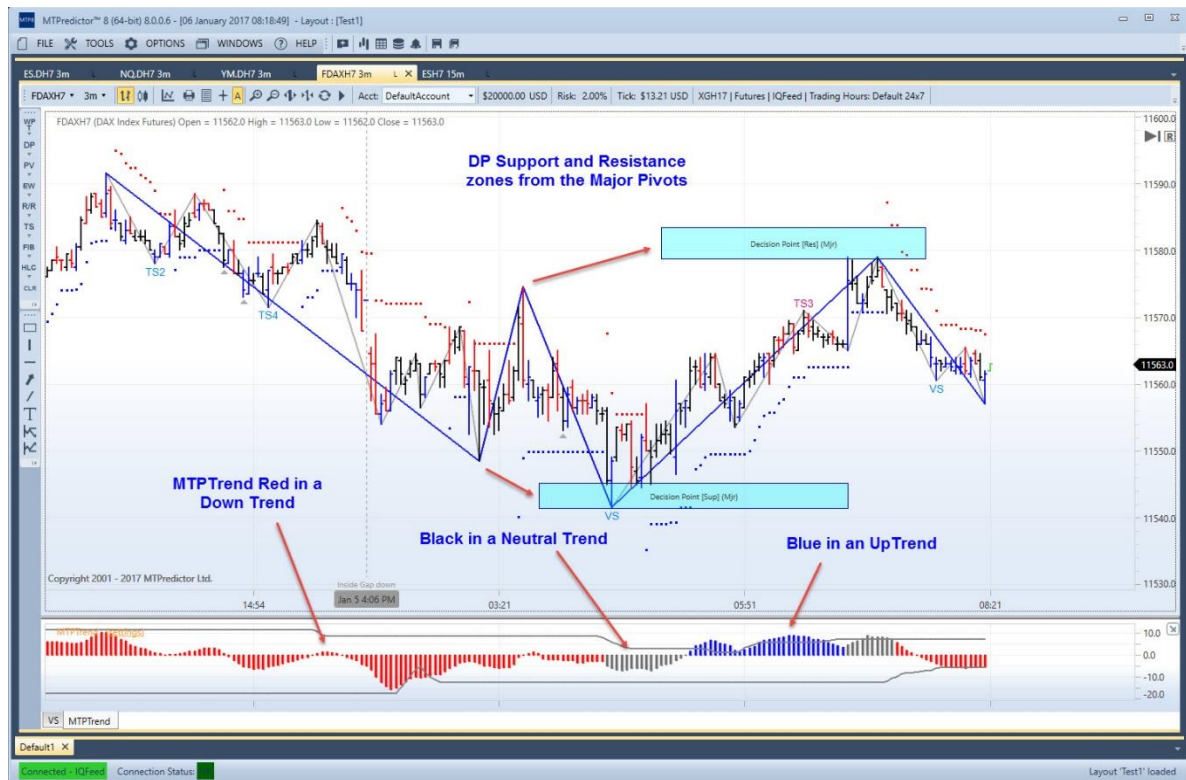 MTPredictor™ 8 (64-bit) 8.0.0.6 - [06 January 2017 08:18:49] - Layout : [Test1]
FILE TOOLS OPTIONS WINDOWS HELP
ES.DH7 3m L NQ.DH7 3m L YM.DH7 3m L FDAXH7 3m L X ESH7 15m L
FDAXH7 3m A Acct: DefaultAccount $20000.00 USD Risk: 2.00% Tick: $13.21 USD XGH17 | Futures | IQFeed | Trading Hours: Default 24x7
FDAXH7 (DAX Index Futures) Open = 11562.0 High = 11563.0 Low = 11562.0 Close = 11563.0
WP
T
DP
PV
EW
R/R
TS
FIB
HLC
CLR
T
R
11600.0
11590.0
11580.0
11570.0
11563.0
11560.0
11550.0
11540.0
11530.0
DP Support and Resistance
zones from the Major Pivots
Decision Point [Res] (Mjr)
TS2
TS4
TS3
VS
MTPTrend Red in a
Down Trend
Decision Point [Sup] (Mjr)
VS
Black in a Neutral Trend
Blue in an UpTrend
Copyright 2001 - 2017 MTPredictor Ltd.
Inside Gap down
14:54
Jan 5 4:06 PM
03:21
05:51
08:21
10.0
0.0
-10.0
-20.0
VS MTPTrend
Default1
Connected - IQFeed Connection Status: Layout 'Test1' loaded